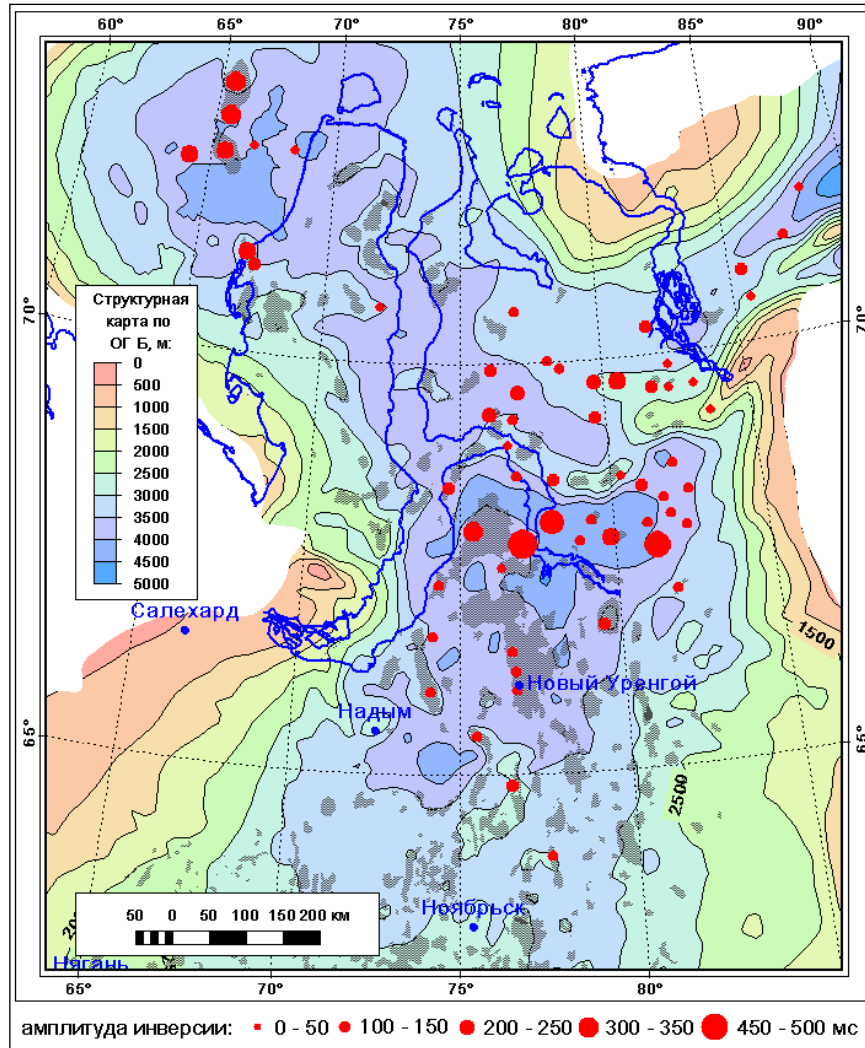 60° 65° 70° 75° 80° 85° 90°
70°
70°
Структурная
карта по
ОГ Б, м:
0
500
1000
1500
2000
2500
3000
3500
4000
4500
5000
Салехард
1500
Новый Уренгой
Надым
65°
65°
2500
50 0 50 100 150 200 км
Ноябрьск
Нягань
65° 70° 75° 80°
амплитуда инверсии: 0 - 50 100 - 150 200 - 250 300 - 350 450 - 500 мс